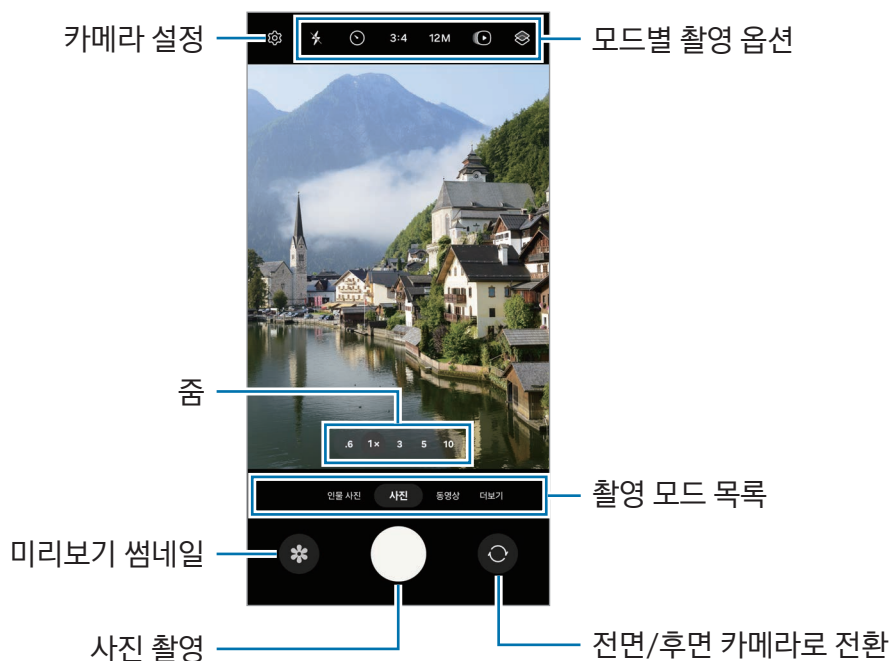 카메라 설정
3:4 12M
모드별 촬영 옵션
줌
.6 1× 3 5 10
인물 사진 사진 동영상 더보기
촬영 모드 목록
미리보기 썸네일
사진 촬영
전면/후면 카메라로 전환